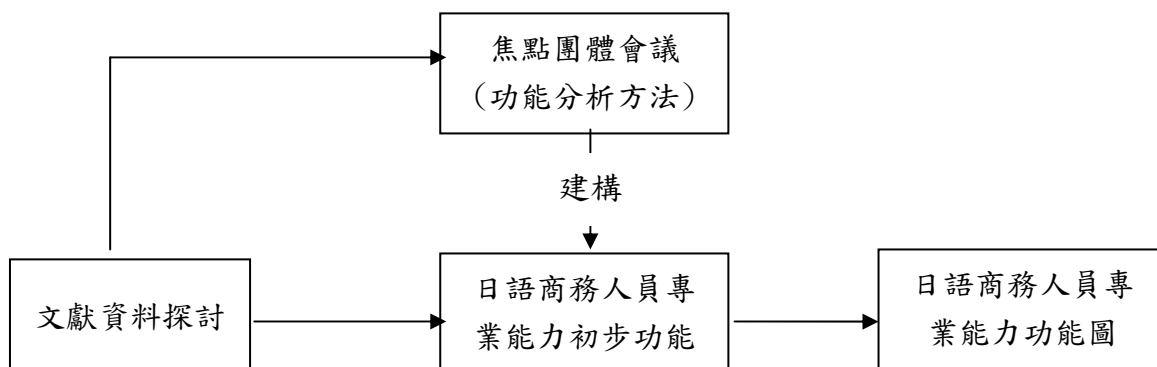 焦點團體會議
（功能分析方法）
建構
文獻資料探討
日語商務人員專
業能力初步功能
日語商務人員專
業能力功能圖